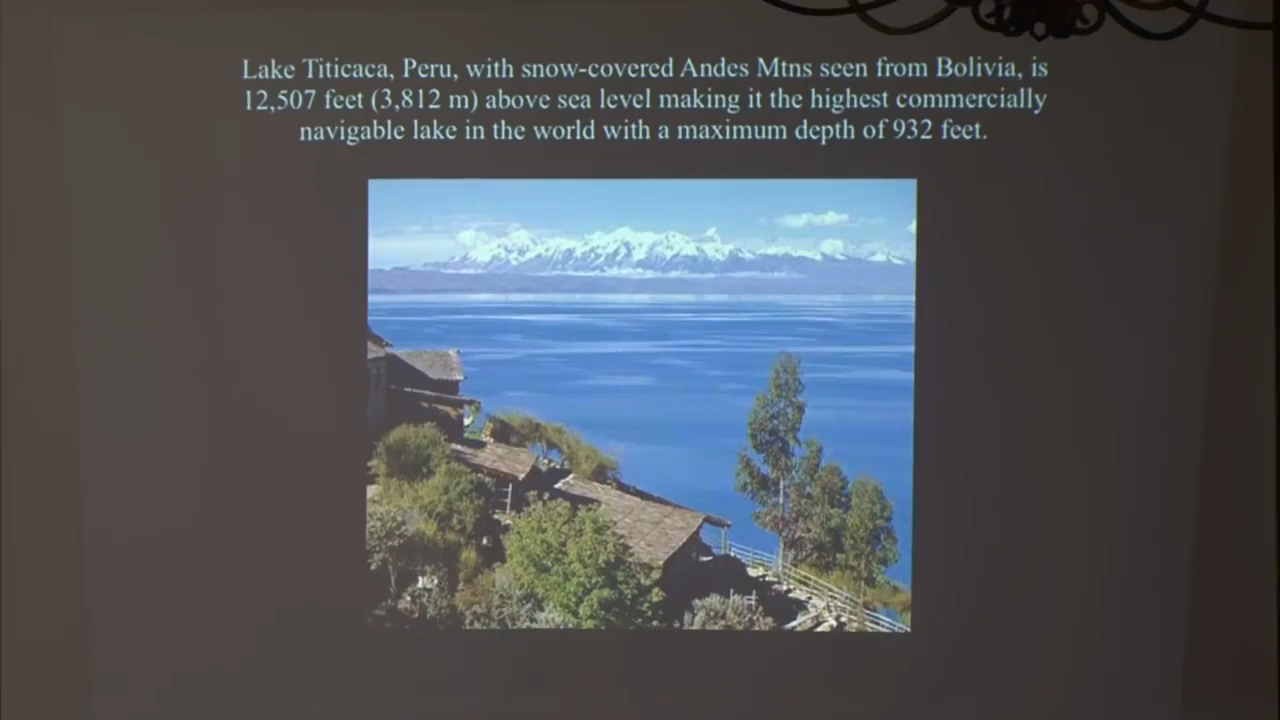 Lake Titicaca, Peru, with snow-covered Andes Mtns seen from Bolivia, is
12,507 feet (3,812 m) above sea level making it the highest commercially
navigable lake in the world with a maximum depth of 932 feet.